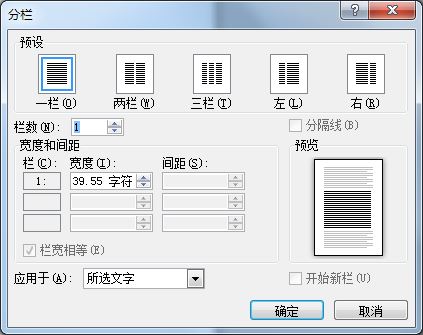 分栏
预设
一栏(O) 两栏(W) 三栏(T) 左(L) 右(R)
栏数(N): 1 分隔线(B)
宽度和间距 预览
栏(C): 宽度(I): 间距(S):
1: 39.55 字符
栏宽相等(E)
应用于(A): 所选文字 开始新栏(U)
确定 取消